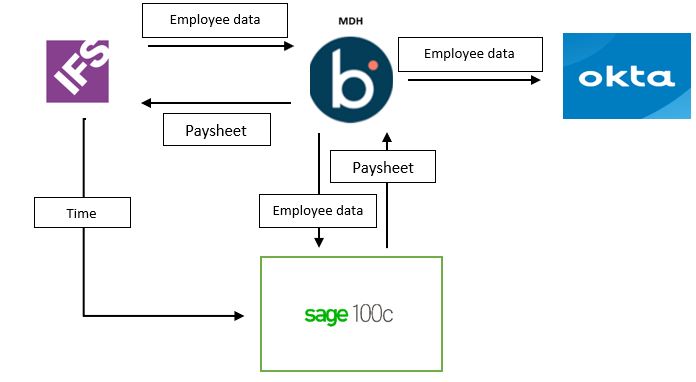 Employee data
MDH
IFS
b
Employee data
okta
Paysheet
Paysheet
Time
Employee data
sage 100c